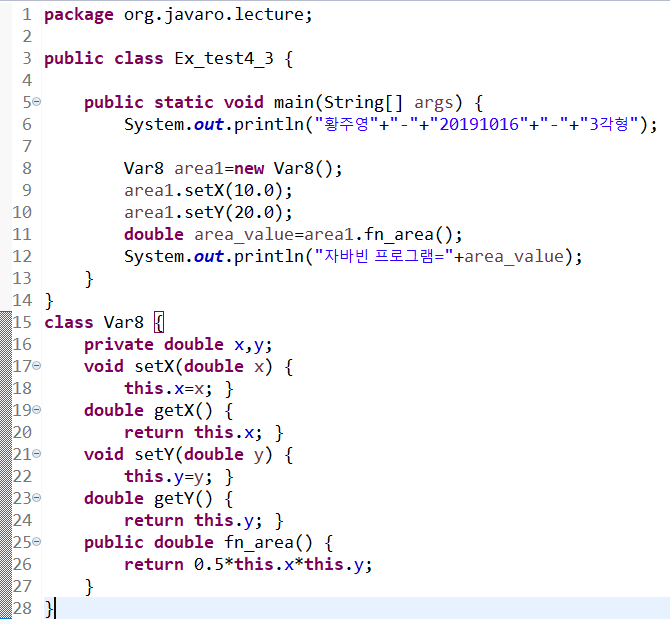 1 package org.javaro.lecture;
2
3 public class Ex_test4_3 {
4
5     public static void main(String[] args) {
6         System.out.println("황주영"+"-"+"20191016"+"-"+"3각형");
7
8         Var8 area1=new Var8();
9         area1.setX(10.0);
10         area1.setY(20.0);
11         double area_value=area1.fn_area();
12         System.out.println("자바빈 프로그램="+area_value);
13     }
14 }
15 class Var8 {
16     private double x,y;
17     void setX(double x) {
18         this.x=x; }
19     double getX() {
20         return this.x; }
21     void setY(double y) {
22         this.y=y; }
23     double getY() {
24         return this.y; }
25     public double fn_area() {
26         return 0.5*this.x*this.y;
27     }
28 }